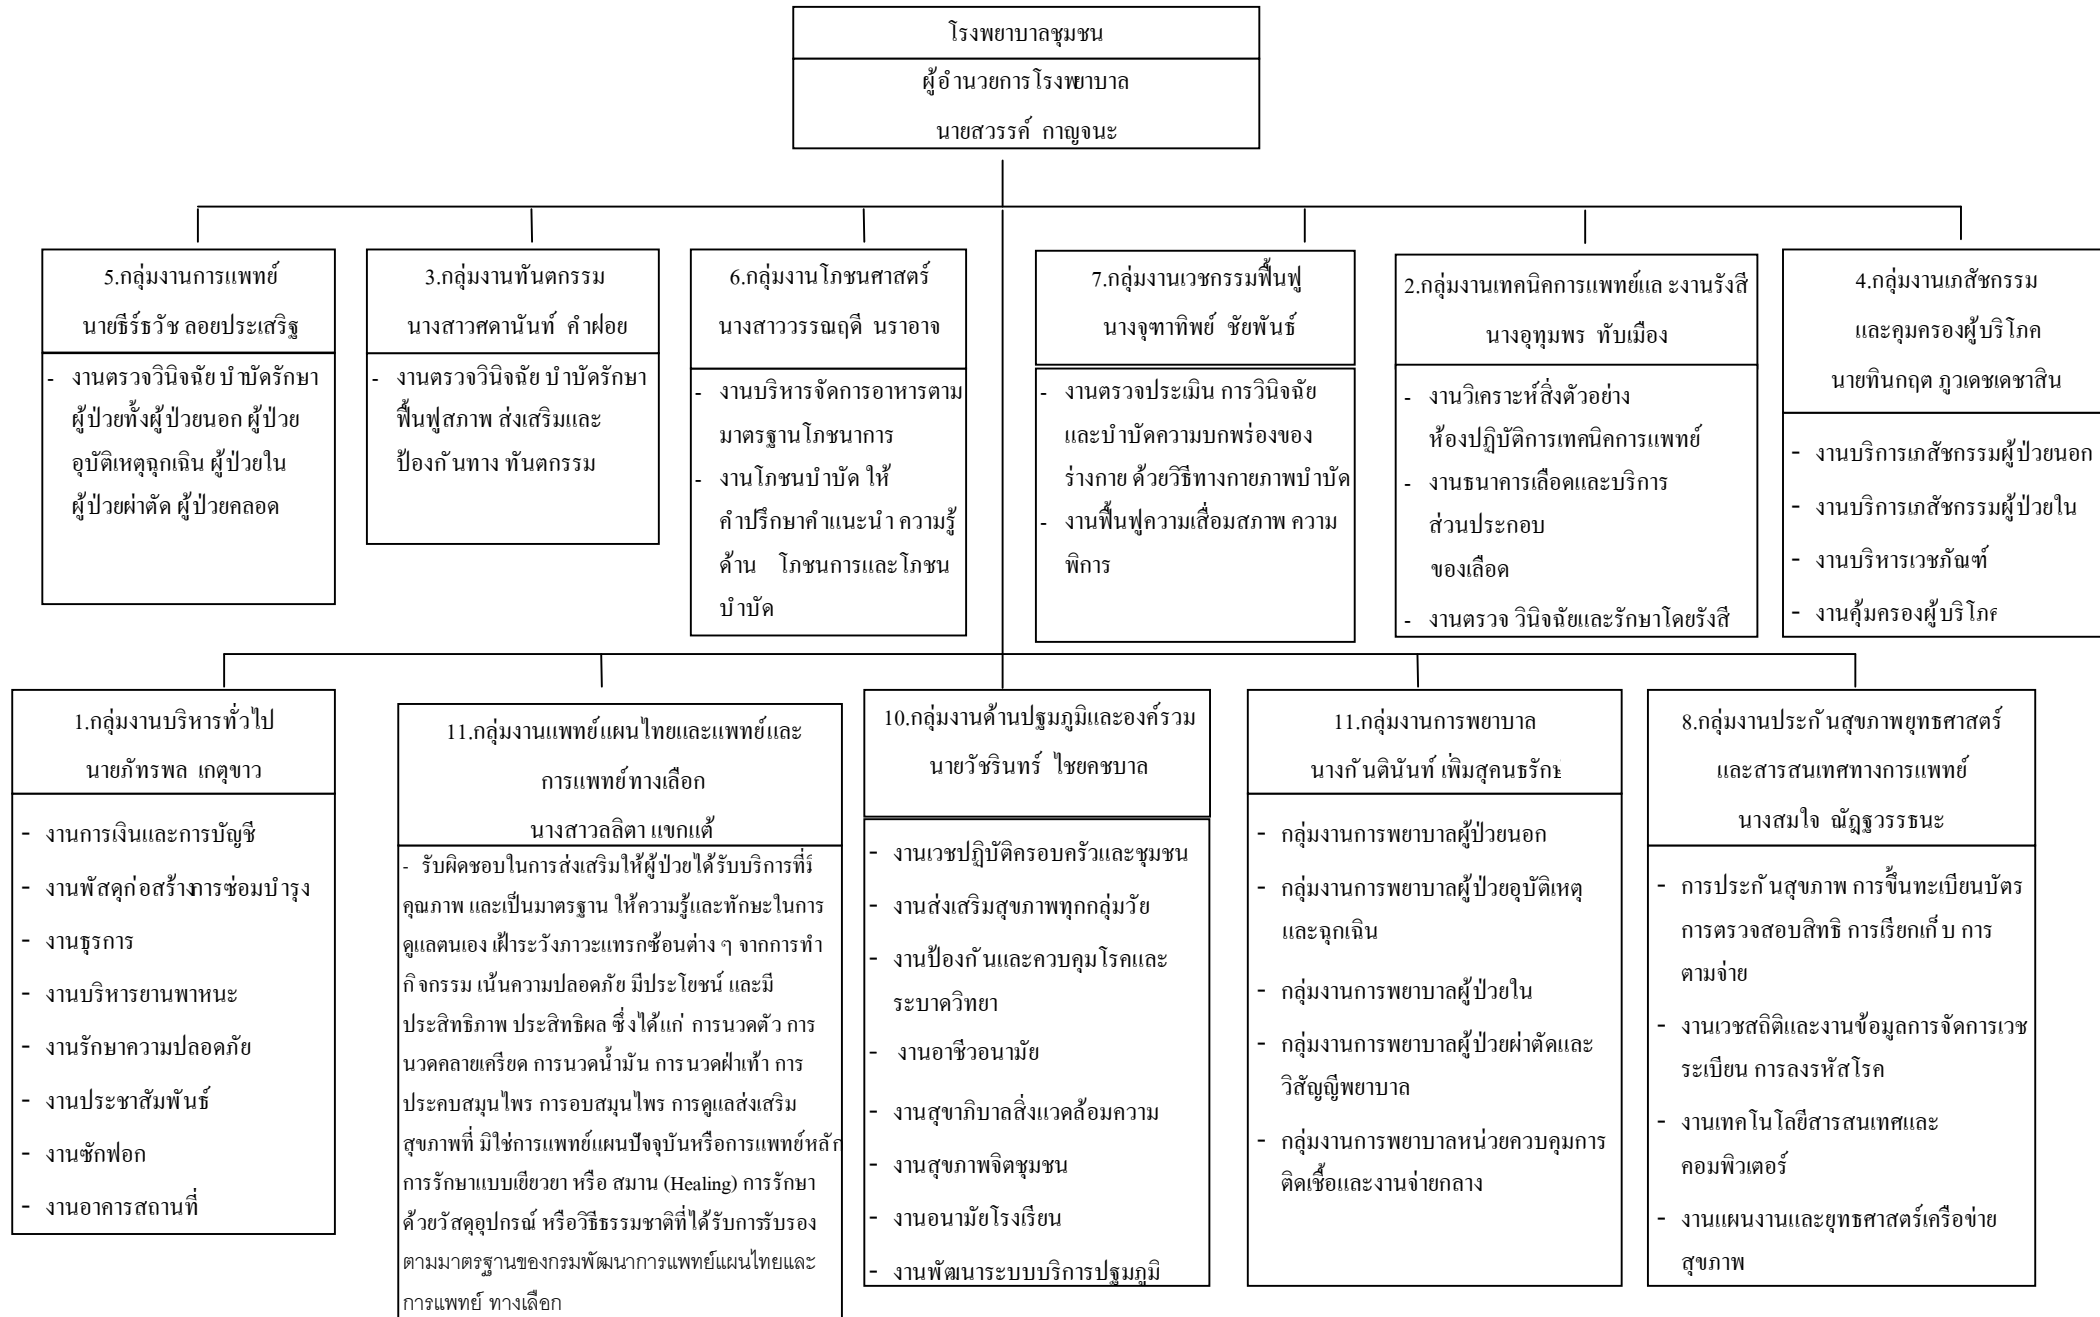 โรงพยาบาลชุมชน
ผู้อำนวยการโรงพยาบาล
นายสวรรค์ กาญจนะ
5.กลุ่มงานการแพทย์
นายธีร์ธวัช ลอยประเสริฐ
- งานตรวจวินิจฉัย บำบัดรักษา
ผู้ป่วยทั้งผู้ป่วยนอก ผู้ป่วย
อุบัติเหตุฉุกเฉิน ผู้ป่วยใน
ผู้ป่วยผ่าตัด ผู้ป่วยคลอด
3.กลุ่มงานทันตกรรม
นางสาวศดานันท์ คำฝอย
- งานตรวจวินิจฉัย บำบัดรักษา
ฟื้นฟูสภาพ ส่งเสริมและ
ป้องกันทาง ทันตกรรม
6.กลุ่มงานโภชนศาสตร์
นางสาววรรณฤดี นราอาจ
- งานบริหารจัดการอาหารตาม
มาตรฐานโภชนาการ
- งานโภชนบำบัด ให้
คำปรึกษาคำแนะนำ ความรู้
ด้าน โภชนการและโภชน
บำบัด
7.กลุ่มงานเวชกรรมฟื้นฟู
นางจุฑาทิพย์ ชัยพันธ์
- งานตรวจประเมิน การวินิจฉัย
และบำบัดความบกพร่องของ
ร่างกาย ด้วยวิธีทางกายภาพบำบัด
- งานฟื้นฟูความเสื่อมสภาพ ความ
พิการ
2.กลุ่มงานเทคนิคการแพทย์แล ะงานรังสี
นางอุทุมพร ทับเมือง
- งานวิเคราะห์สิ่งตัวอย่าง
ห้องปฏิบัติการเทคนิคการแพทย์
- งานธนาคารเลือดและบริการ
ส่วนประกอบ
ของเลือด
- งานตรวจ วินิจฉัยและรักษาโดยรังสี
4.กลุ่มงานเภสัชกรรม
และคุมครองผู้บริโภค
นายทินกฤต ภูวเดชเดชาสิน
- งานบริการเภสัชกรรมผู้ป่วยนอก
- งานบริการเภสัชกรรมผู้ป่วยใน
- งานบริหารเวชภัณฑ์
- งานคุ้มครองผู้บริโภค
1.กลุ่มงานบริหารทั่วไป
นายภัทรพล เกตุขาว
- งานการเงินและการบัญชี
- งานพัสดุก่อสร้างการซ่อมบำรุง
- งานธุรการ
- งานบริหารยานพาหนะ
- งานรักษาความปลอดภัย
- งานประชาสัมพันธ์
- งานซักฟอก
- งานอาคารสถานที่
11.กลุ่มงานแพทย์แผนไทยและแพทย์และ
การแพทย์ทางเลือก
นางสาวลลิตา แขกแต้
- รับผิดชอบในการส่งเสริมให้ผู้ป่วยได้รับบริการที่มี
คุณภาพ และเป็นมาตรฐาน ให้ความรู้และทักษะในการ
ดูแลตนเอง เฝ้าระวังภาวะแทรกซ้อนต่าง ๆ จากการทำ
กิจกรรม เน้นความปลอดภัย มีประโยชน์ และมี
ประสิทธิภาพ ประสิทธิผล ซึ่งได้แก่ การนวดตัว การ
นวดคลายเครียด การนวดน้ำมัน การนวดฝ่าเท้า การ
ประคบสมุนไพร การอบสมุนไพร การดูแลส่งเสริม
สุขภาพที่ มิใช่การแพทย์แผนปัจจุบันหรือการแพทย์หลัก
การรักษาแบบเยียวยา หรือ สมาน (Healing) การรักษา
ด้วยวัสดุอุปกรณ์ หรือวิธีธรรมชาติที่ได้รับการรับรอง
ตามมาตรฐานของกรมพัฒนาการแพทย์แผนไทยและ
การแพทย์ ทางเลือก
10.กลุ่มงานด้านปฐมภูมิและองค์รวม
นายวัชรินทร์ ไชยคชบาล
- งานเวชปฏิบัติครอบครัวและชุมชน
- งานส่งเสริมสุขภาพทุกกลุ่มวัย
- งานป้องกันและควบคุมโรคและ
ระบาดวิทยา
- งานอาชีวอนามัย
- งานสุขาภิบาลสิ่งแวดล้อมความ
- งานสุขภาพจิตชุมชน
- งานอนามัยโรงเรียน
- งานพัฒนาระบบบริการปฐมภูมิ
11.กลุ่มงานการพยาบาล
นางกันตินันท์ เพิ่มสุคนธรักษ์
- กลุ่มงานการพยาบาลผู้ป่วยนอก
- กลุ่มงานการพยาบาลผู้ป่วยอุบัติเหตุ
และฉุกเฉิน
- กลุ่มงานการพยาบาลผู้ป่วยใน
- กลุ่มงานการพยาบาลผู้ป่วยผ่าตัดและ
วิสัญญีพยาบาล
- กลุ่มงานการพยาบาลหน่วยควบคุมการ
ติดเชื้อและงานจ่ายกลาง
8.กลุ่มงานประกันสุขภาพยุทธศาสตร์
และสารสนเทศทางการแพทย์
นางสมใจ ณัฎฐวรรธนะ
- การประกันสุขภาพ การขึ้นทะเบียนบัตร
การตรวจสอบสิทธิ การเรียกเก็บ การ
ตามจ่าย
- งานเวชสถิติและงานข้อมูลการจัดการเวช
ระเบียน การลงรหัสโรค
- งานเทคโนโลยีสารสนเทศและ
คอมพิวเตอร์
- งานแผนงานและยุทธศาสตร์เครือข่าย
สุขภาพ